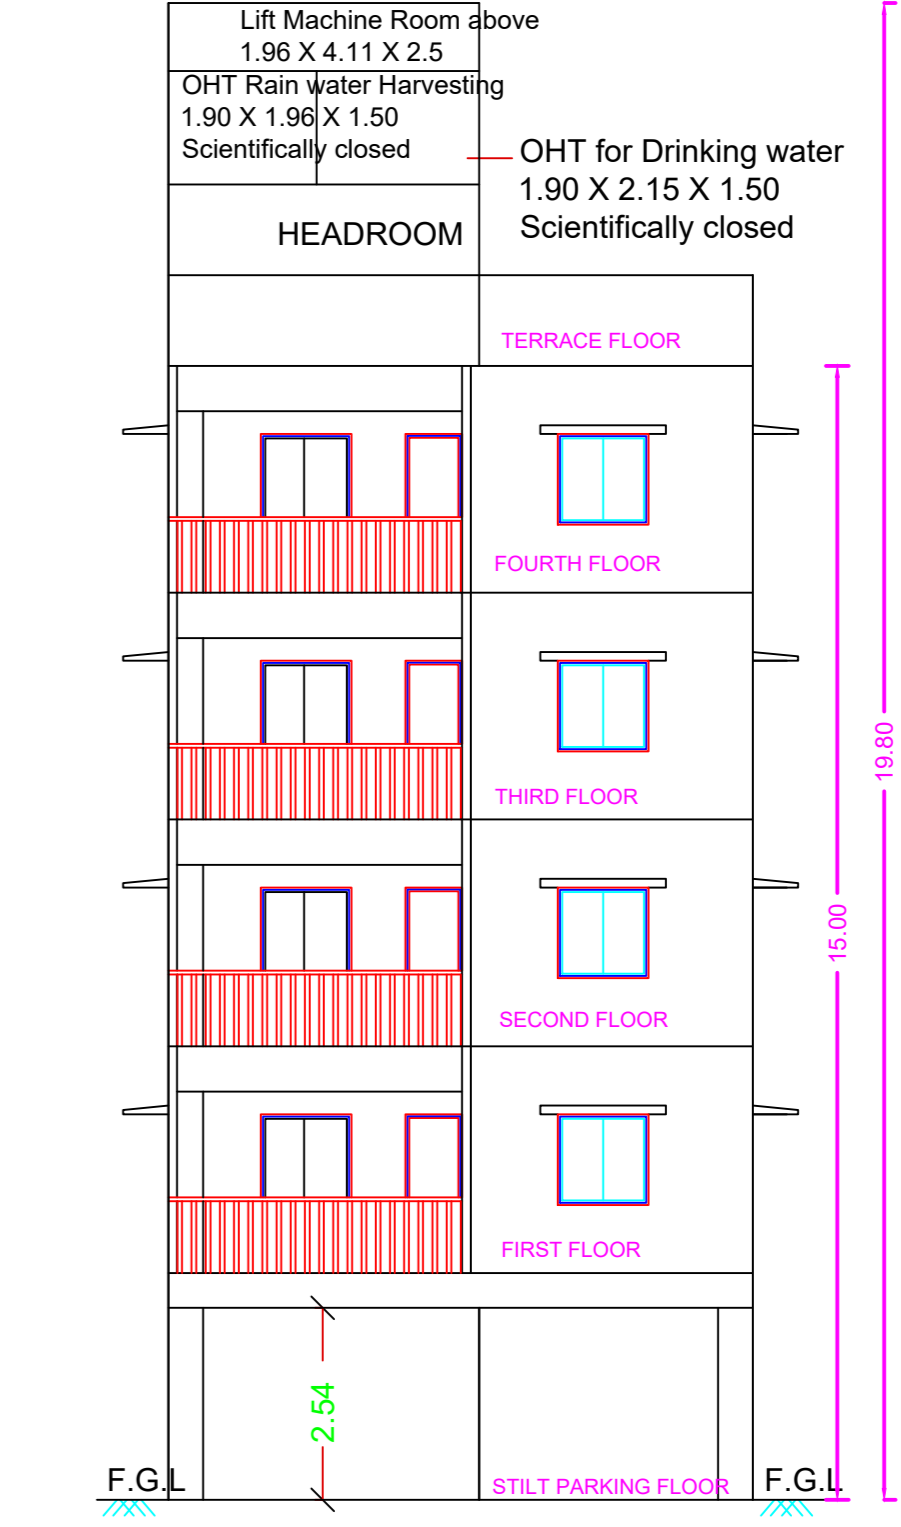 Lift Machine Room above
1.96 X 4.11 X 2.5
OHT Rain water Harvesting
1.90 X 1.96 X 1.50
Scientifically closed
OHT for Drinking water
1.90 X 2.15 X 1.50
Scientifically closed
HEADROOM
TERRACE FLOOR
FOURTH FLOOR
19.80
THIRD FLOOR
15.00
SECOND FLOOR
FIRST FLOOR
2.54
F.G.L
STILT PARKING FLOOR
F.G.L